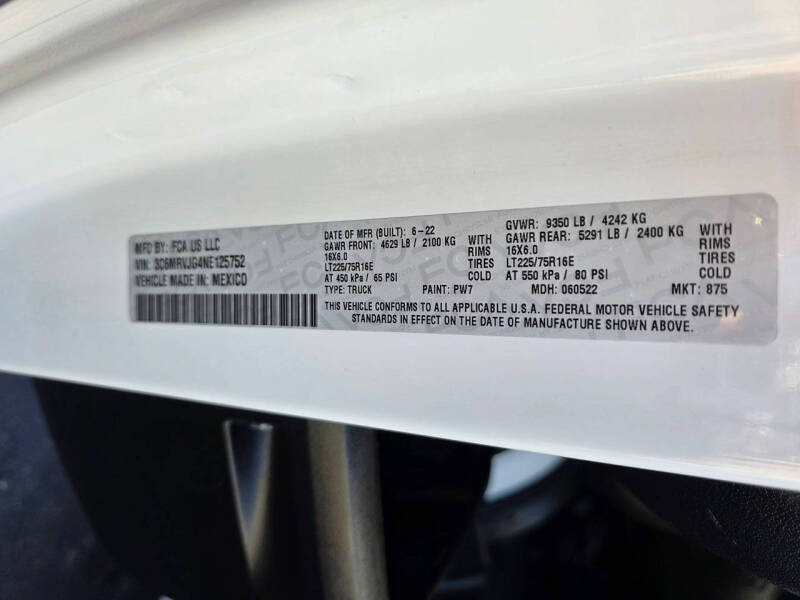 MFD BY: FCA US LLC
VIN: 3C6MRVJG4NE125752
VEHICLE MADE IN: MEXICO
DATE OF MFR (BUILT): 6-22
GAWR FRONT: 4629 LB / 2100 KG WITH
16X6.0 RIMS
LT225/75R16E TIRES
AT 450 kPa / 65 PSI COLD
GVWR: 9350 LB / 4242 KG
GAWR REAR: 5291 LB / 2400 KG WITH
16X6.0 RIMS
LT225/75R16E TIRES
AT 550 kPa / 80 PSI COLD
TYPE: TRUCK PAINT: PW7 MDH: 060522 MKT: 875
THIS VEHICLE CONFORMS TO ALL APPLICABLE U.S.A. FEDERAL MOTOR VEHICLE SAFETY
STANDARDS IN EFFECT ON THE DATE OF MANUFACTURE SHOWN ABOVE.